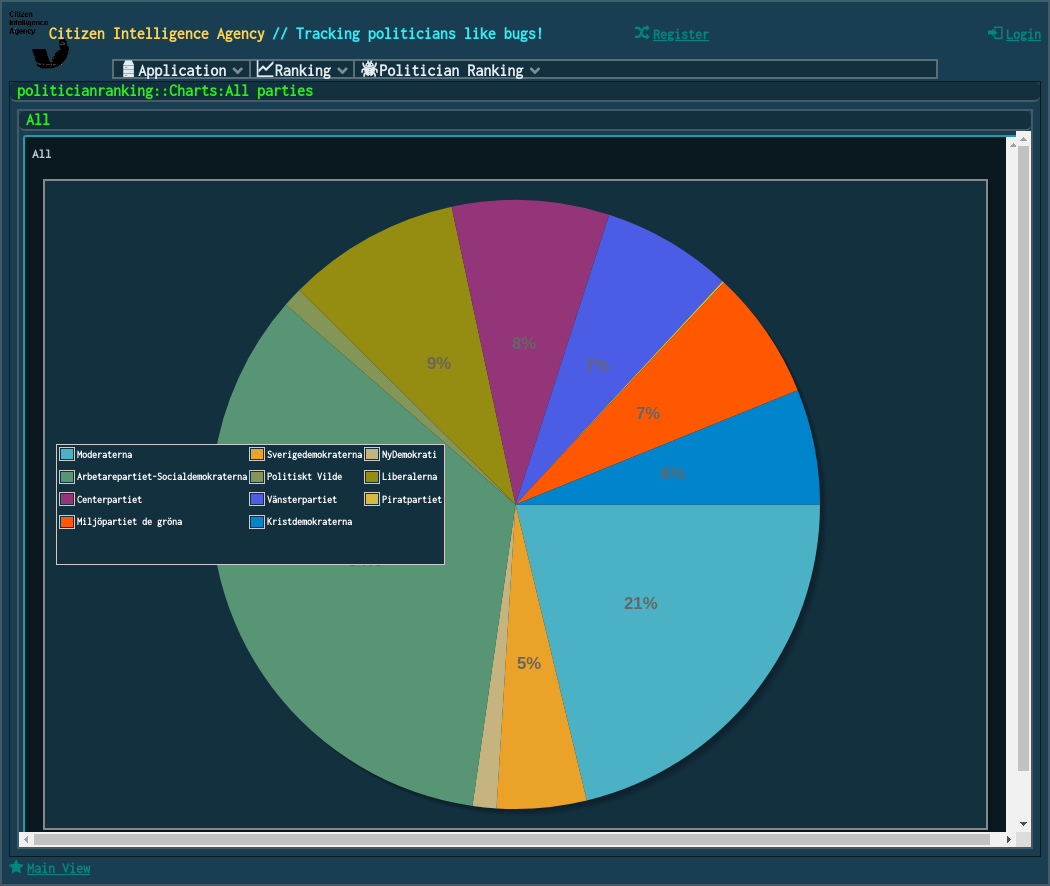 Citizen
Intelligence
Agency
Citizen Intelligence Agency // Tracking politicians like bugs!
Register
Login
Application
Ranking
Politician Ranking
politicianranking::Charts:All parties
All
All
8%
9%
7%
7%
6%
Moderaterna
Sverigedemokraterna
NyDemokrati
Arbetarepartiet-Socialdemokraterna
Politiskt Vilde
Liberalerna
Centerpartiet
Vänsterpartiet
Piratpartiet
Miljöpartiet de gröna
Kristdemokraterna
21%
5%
Main View